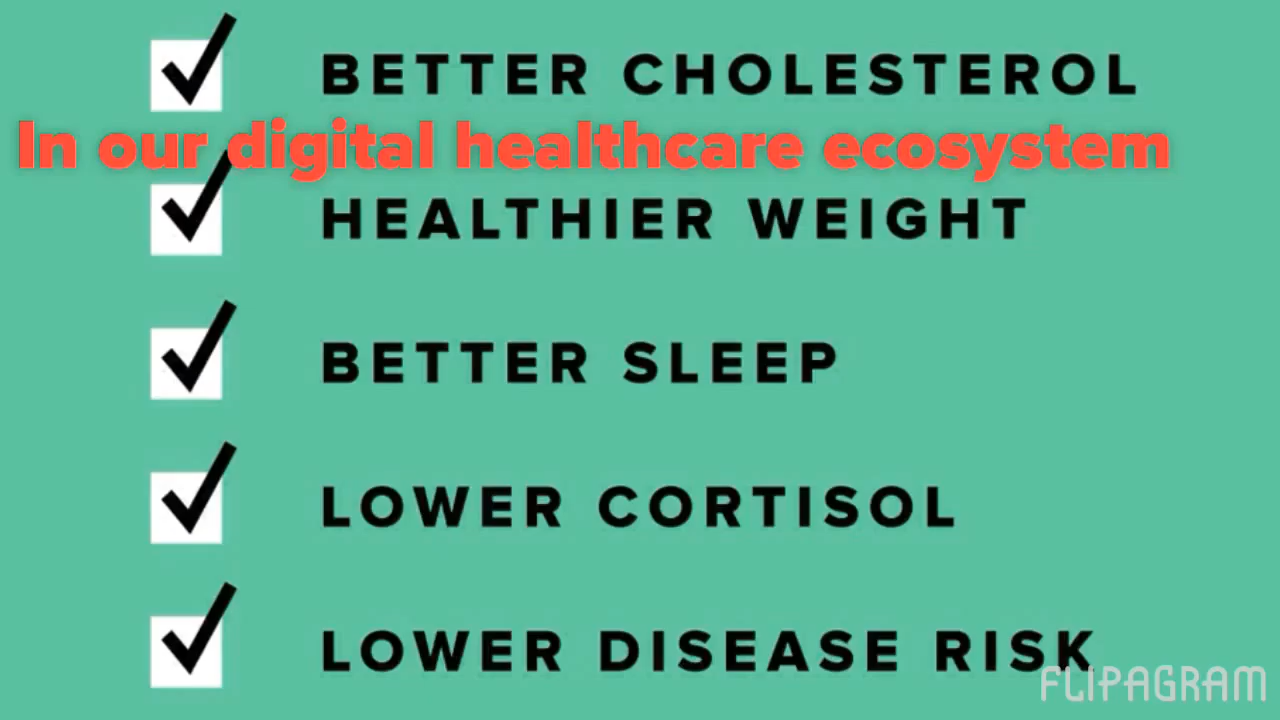 BETTER CHOLESTEROL
In our digital healthcare ecosystem
HEALTHIER WEIGHT
BETTER SLEEP
LOWER CORTISOL
LOWER DISEASE RISK
FLIPAGRAM